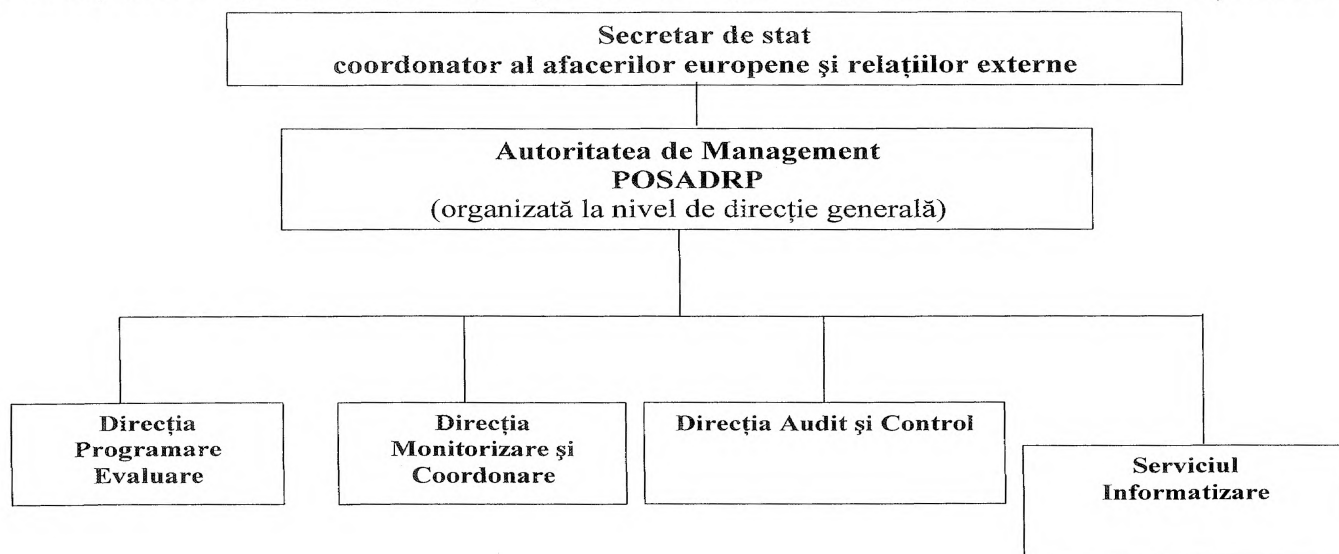 Secretar de stat
coordonator al afacerilor europene şi relaţiilor externe
Autoritatea de Management
POSADRP
(organizată la nivel de direcţie generală)
Direcţia
Programare
Evaluare
Direcţia
Monitorizare şi
Coordonare
Direcţia Audit şi Control
Serviciul
Informatizare